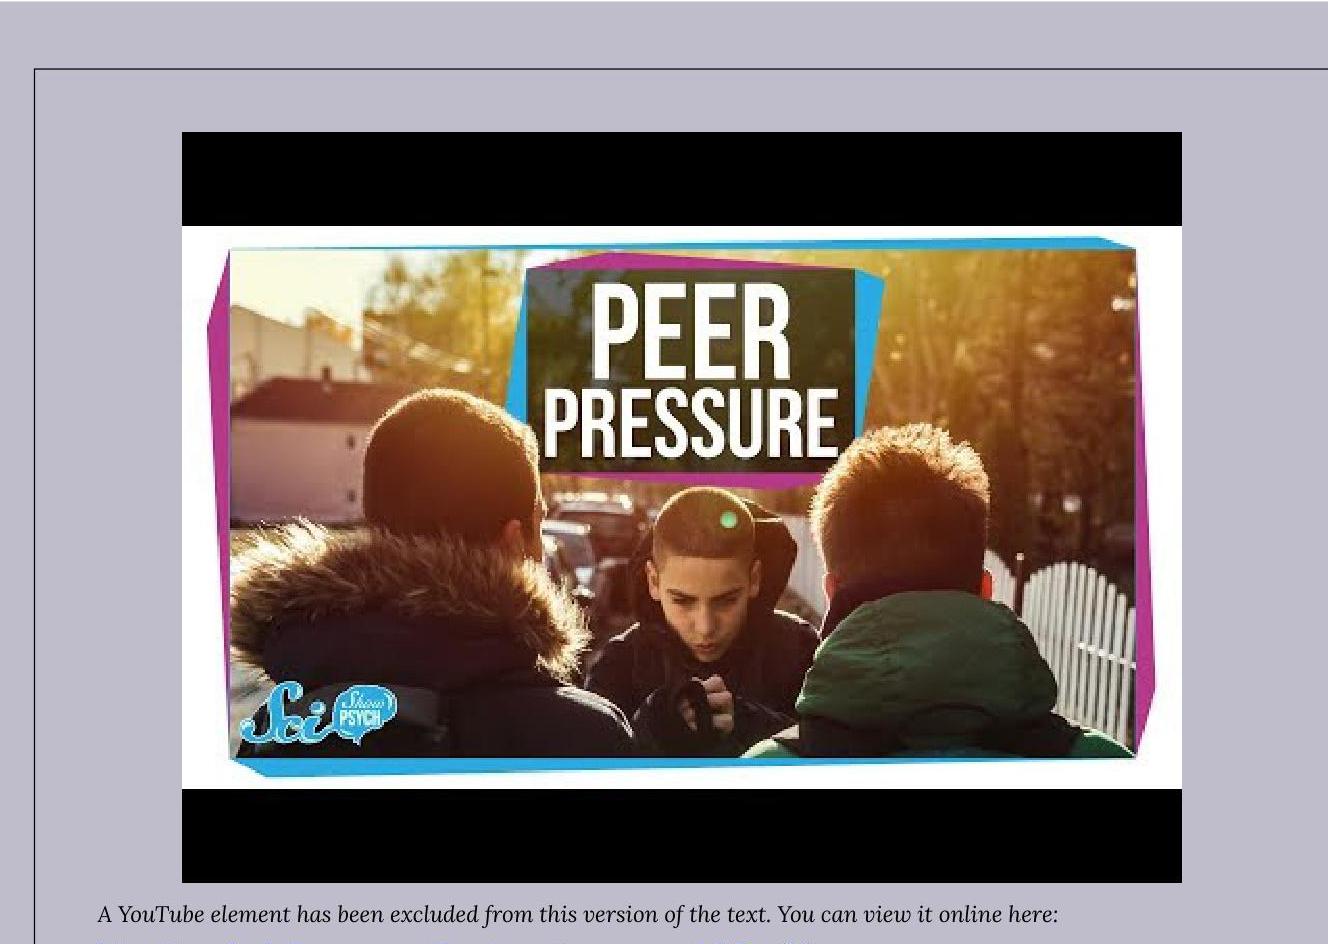 PEER
PRESSURE
Sci Show
PSYCH
A YouTube element has been excluded from this version of the text. You can view it online here: